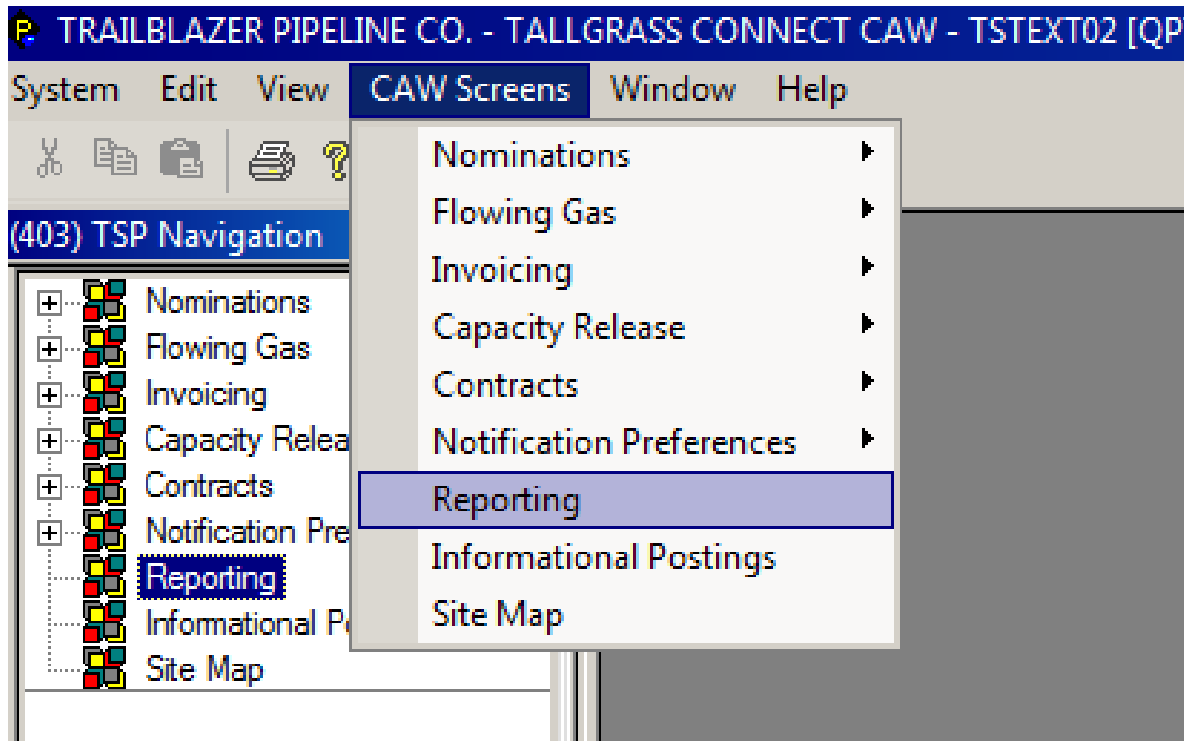 TRAILBLAZER PIPELINE CO. - TALLGRASS CONNECT CAW - TSTEXT02 [QP
System Edit View CAW Screens Window Help
(403) TSP Navigation
Nominations
Flowing Gas
Invoicing
Capacity Relea
Contracts
Notification Pre
Reporting
Informational P
Site Map
Nominations
Flowing Gas
Invoicing
Capacity Release
Contracts
Notification Preferences
Reporting
Informational Postings
Site Map